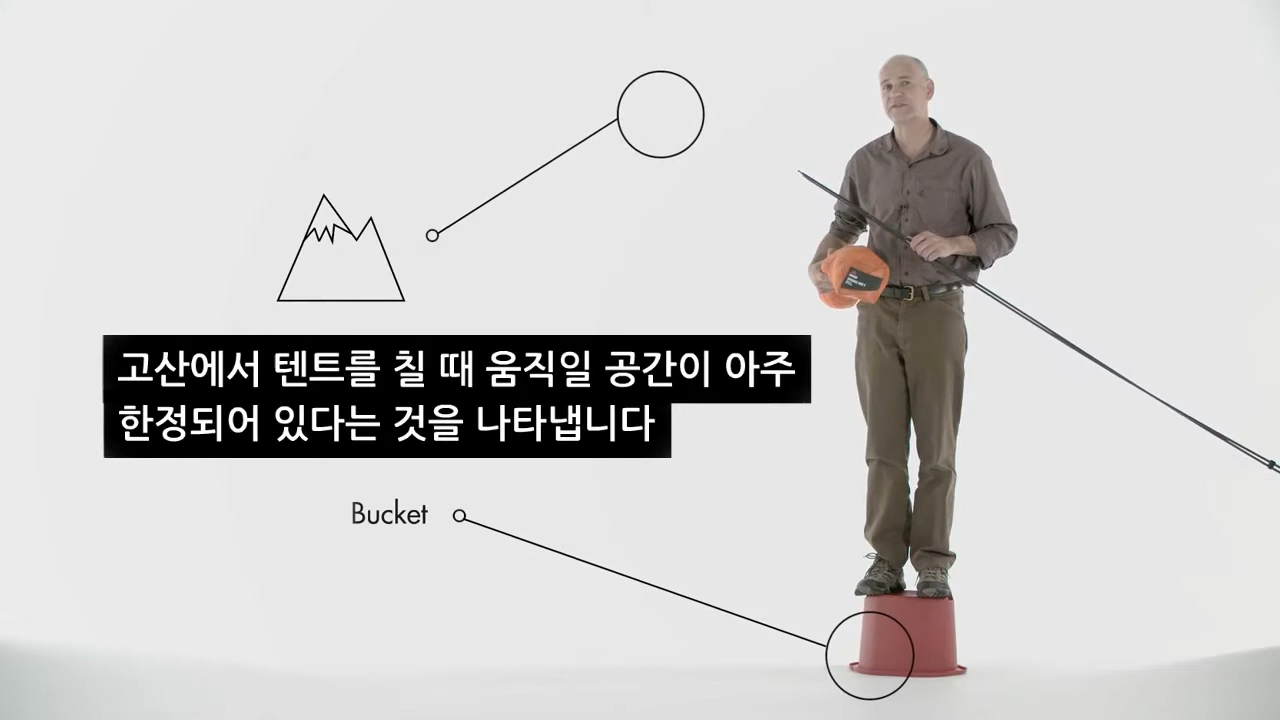 고산에서 텐트를 칠 때 움직일 공간이 아주
한정되어 있다는 것을 나타냅니다
Bucket